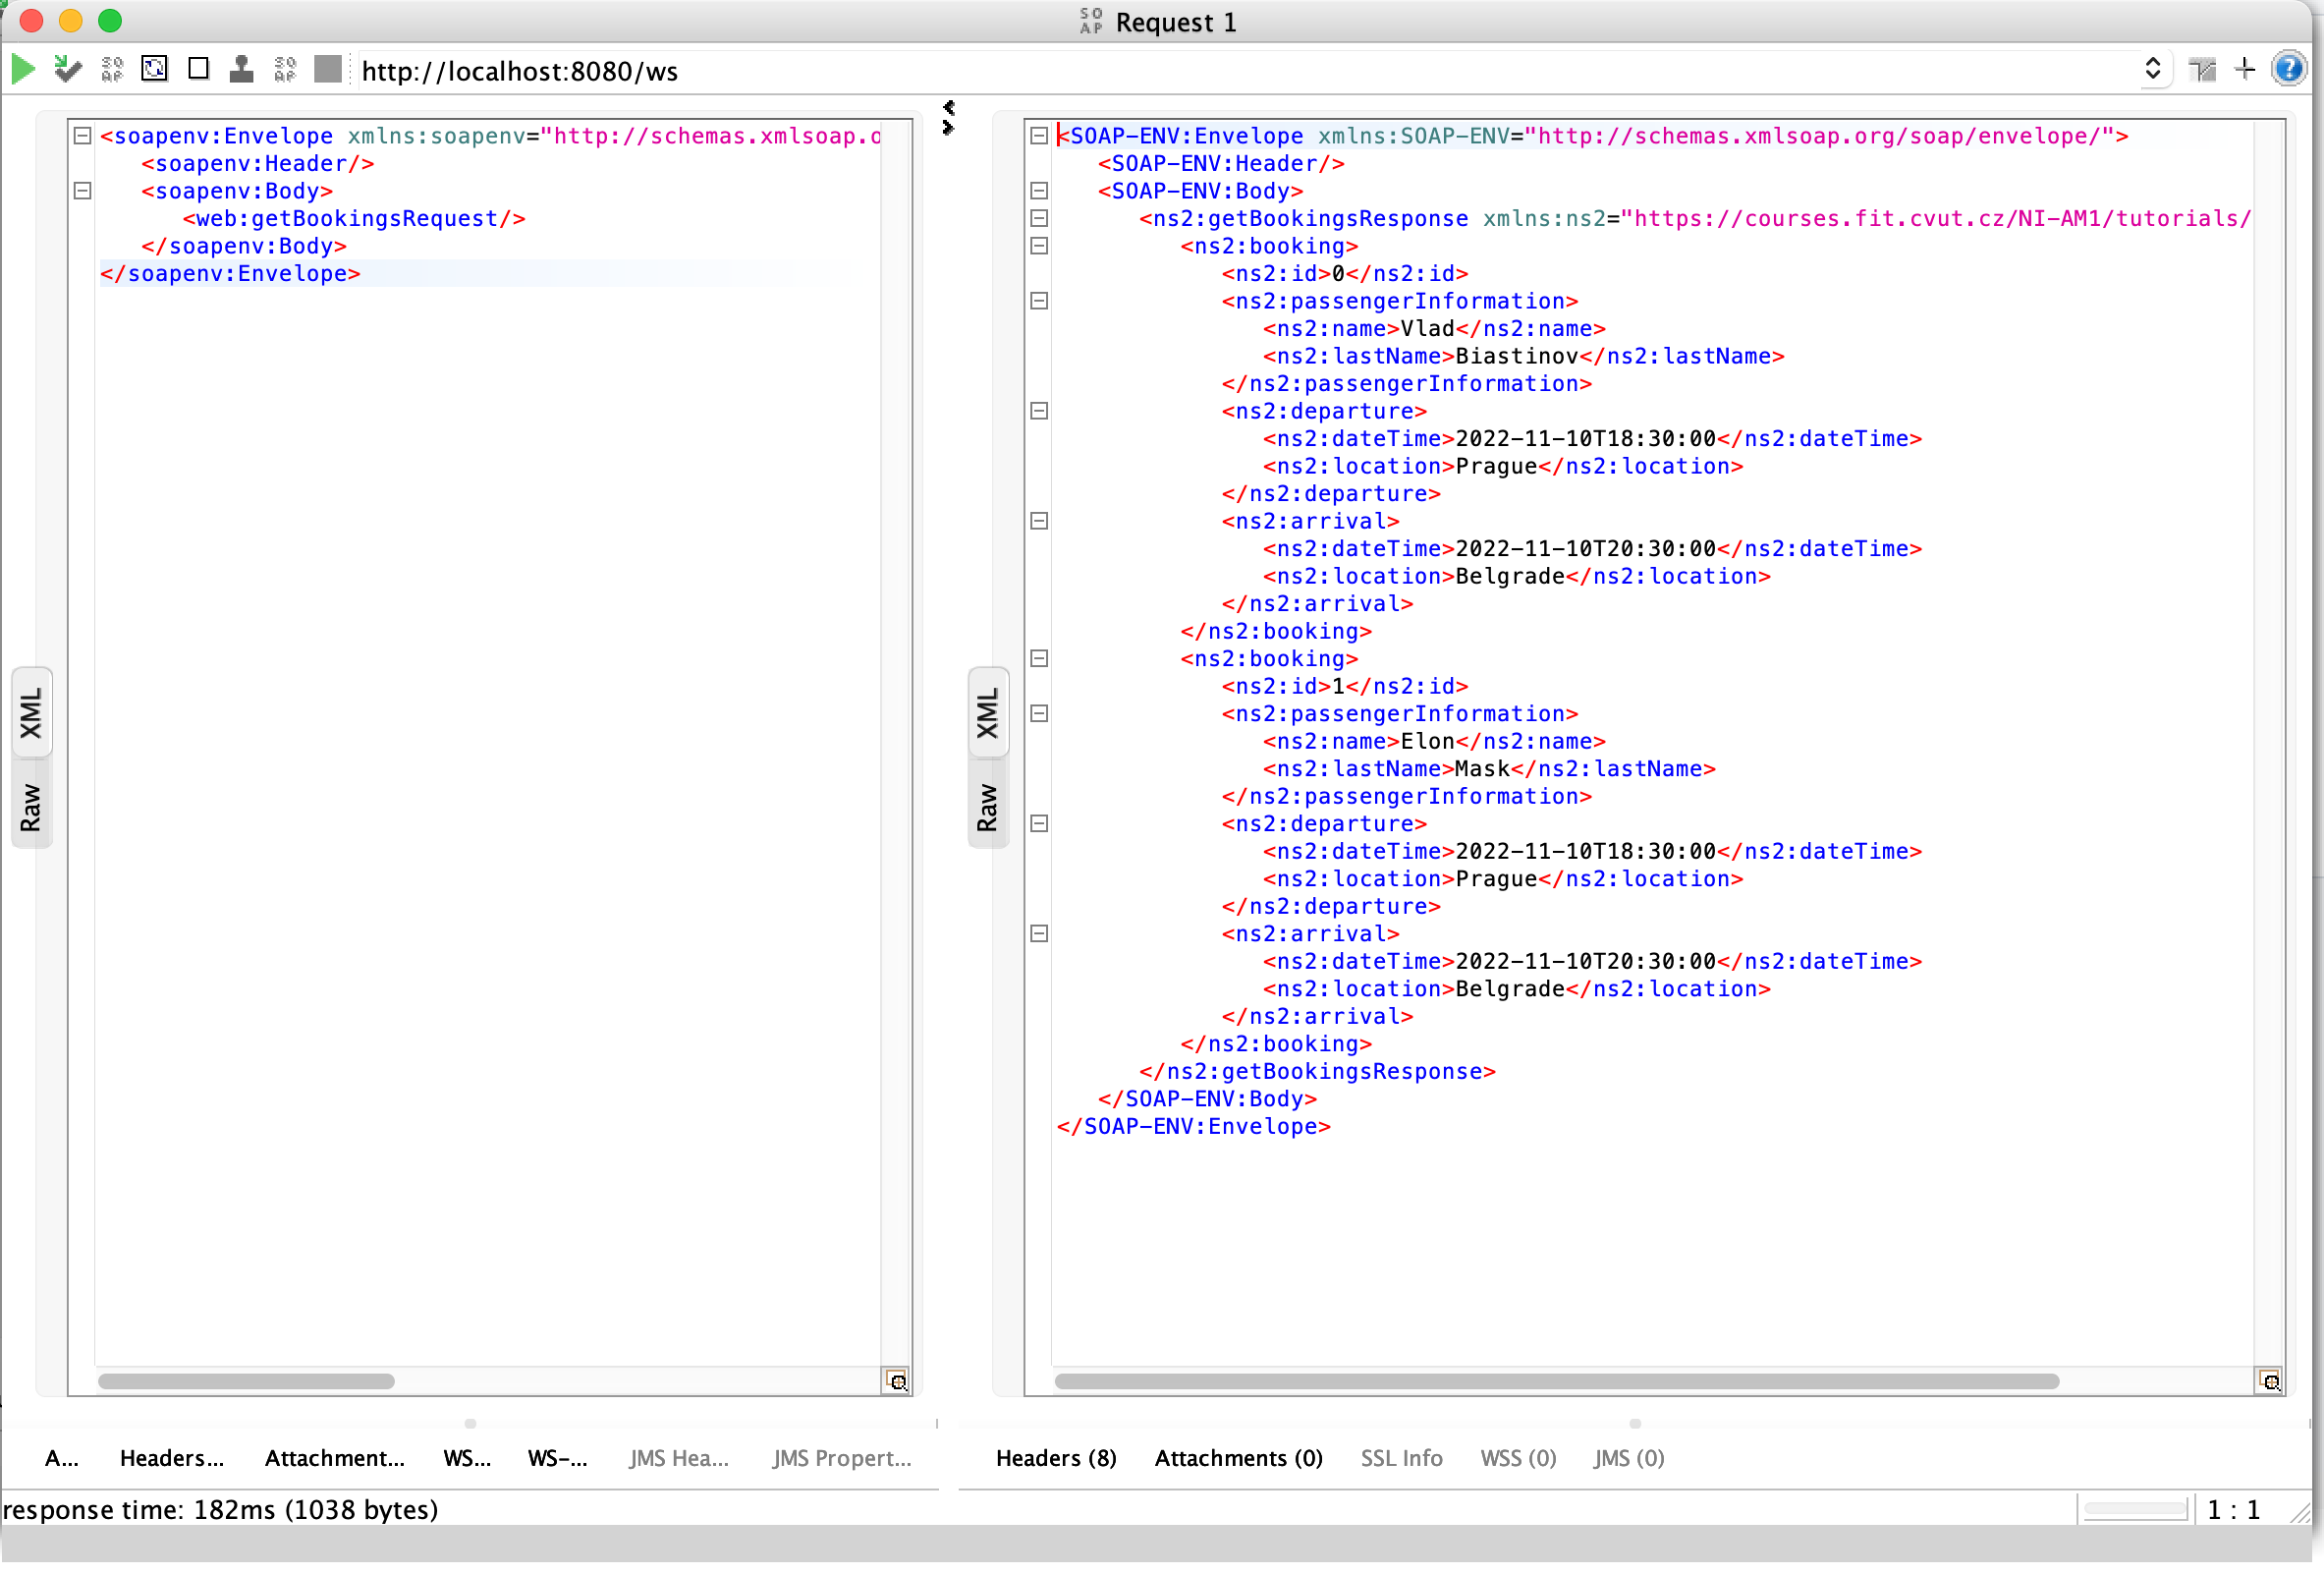 SOAP Request 1
http://localhost:8080/ws
<soapenv:Envelope xmlns:soapenv="http://schemas.xmlsoap.o
<soapenv:Header/>
<soapenv:Body>
<web:getBookingsRequest/>
</soapenv:Body>
</soapenv:Envelope>
XML
Raw
<SOAP-ENV:Envelope xmlns:SOAP-ENV="http://schemas.xmlsoap.org/soap/envelope/">
<SOAP-ENV:Header/>
<SOAP-ENV:Body>
<ns2:getBookingsResponse xmlns:ns2="https://courses.fit.cvut.cz/NI-AM1/tutorials/
<ns2:booking>
<ns2:id>0</ns2:id>
<ns2:passengerInformation>
<ns2:name>Vlad</ns2:name>
<ns2:lastName>Biastinov</ns2:lastName>
</ns2:passengerInformation>
<ns2:departure>
<ns2:dateTime>2022-11-10T18:30:00</ns2:dateTime>
<ns2:location>Prague</ns2:location>
</ns2:departure>
<ns2:arrival>
<ns2:dateTime>2022-11-10T20:30:00</ns2:dateTime>
<ns2:location>Belgrade</ns2:location>
</ns2:arrival>
</ns2:booking>
<ns2:booking>
<ns2:id>1</ns2:id>
<ns2:passengerInformation>
<ns2:name>Elon</ns2:name>
<ns2:lastName>Mask</ns2:lastName>
</ns2:passengerInformation>
<ns2:departure>
<ns2:dateTime>2022-11-10T18:30:00</ns2:dateTime>
<ns2:location>Prague</ns2:location>
</ns2:departure>
<ns2:arrival>
<ns2:dateTime>2022-11-10T20:30:00</ns2:dateTime>
<ns2:location>Belgrade</ns2:location>
</ns2:arrival>
</ns2:booking>
</ns2:getBookingsResponse>
</SOAP-ENV:Body>
</SOAP-ENV:Envelope>
XML
Raw
A... Headers... Attachment... WS... WS-... JMS Hea... JMS Propert...
Headers (8) Attachments (0) SSL Info WSS (0) JMS (0)
response time: 182ms (1038 bytes)
1 : 1